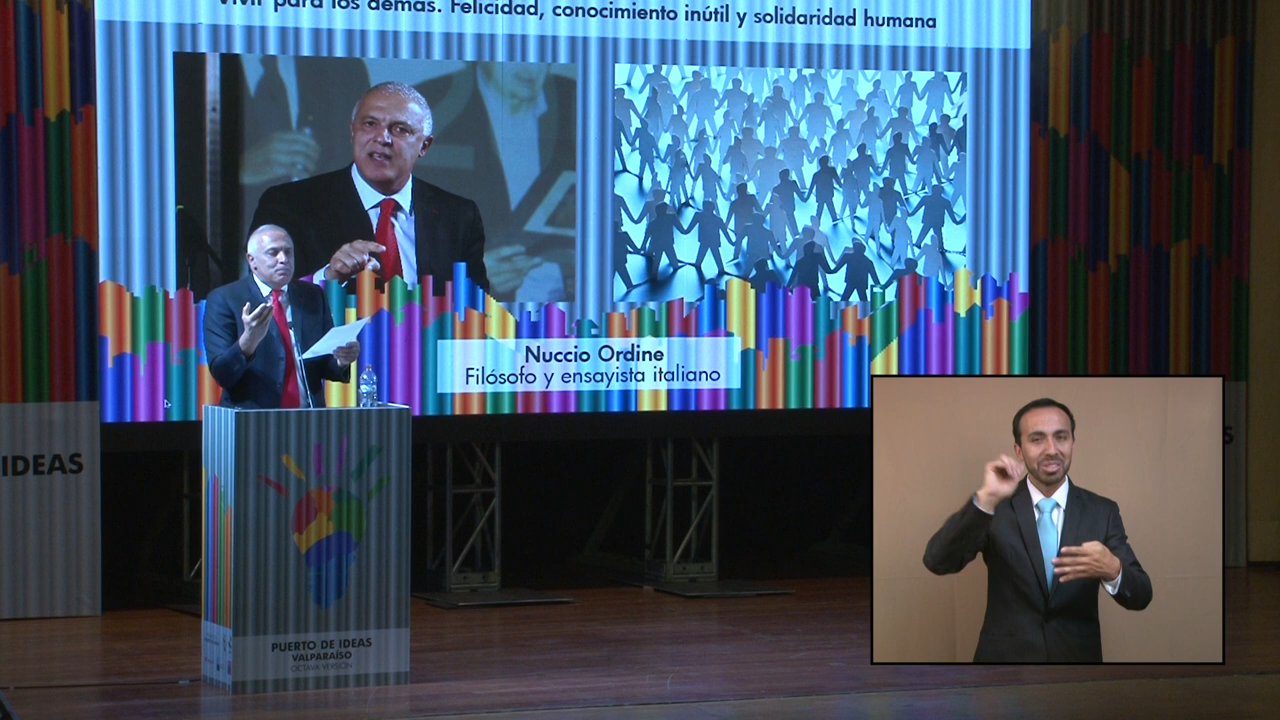 Vivir para los demás. Felicidad, conocimiento inútil y solidaridad humana
Nuccio Ordine
Filósofo y ensayista italiano
IDEAS
PUERTO DE IDEAS
VALPARAÍSO
OCTAVA VERSIÓN